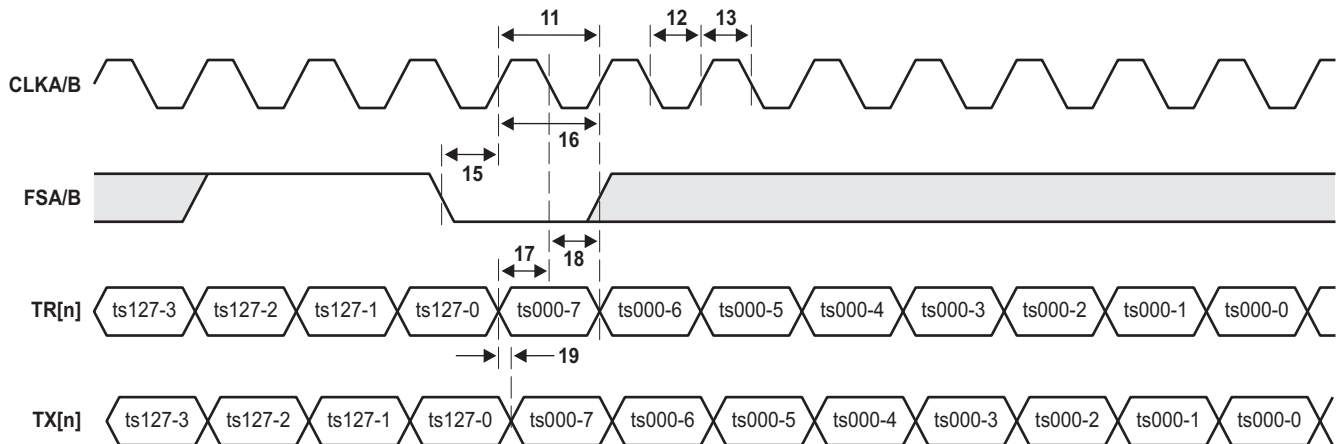 11 12 13
CLKA/B
16
15
FSA/B
17 18
TR[n] ts127-3 ts127-2 ts127-1 ts127-0 ts000-7 ts000-6 ts000-5 ts000-4 ts000-3 ts000-2 ts000-1 ts000-0
19
TX[n] ts127-3 ts127-2 ts127-1 ts127-0 ts000-7 ts000-6 ts000-5 ts000-4 ts000-3 ts000-2 ts000-1 ts000-0